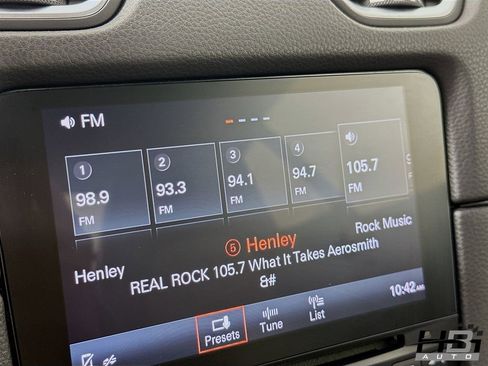 FM
1 2 3 4
98.9 93.3 94.1 94.7 105.7 9
FM FM FM FM FM
5 Henley
Henley Rock Music
REAL ROCK 105.7 What It Takes Aerosmith
&#
Presets Tune List 10:42 AM
HBI
AUTO